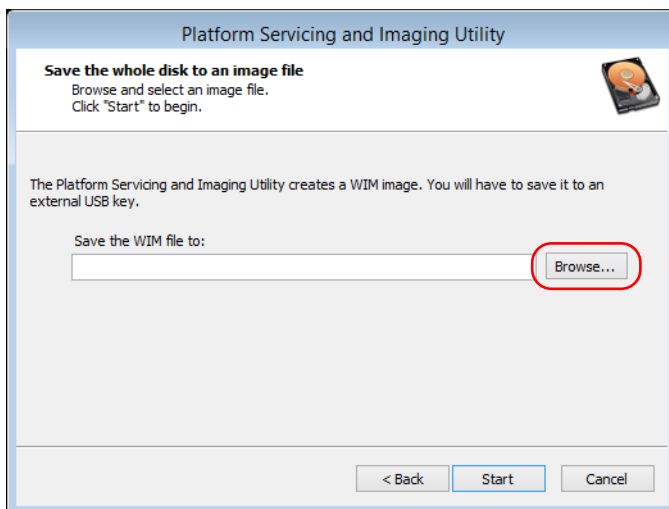 Platform Servicing and Imaging Utility
Save the whole disk to an image file
Browse and select an image file.
Click "Start" to begin.
The Platform Servicing and Imaging Utility creates a WIM image. You will have to save it to an
external USB key.
Save the WIM file to:
Browse...
< Back
Start
Cancel